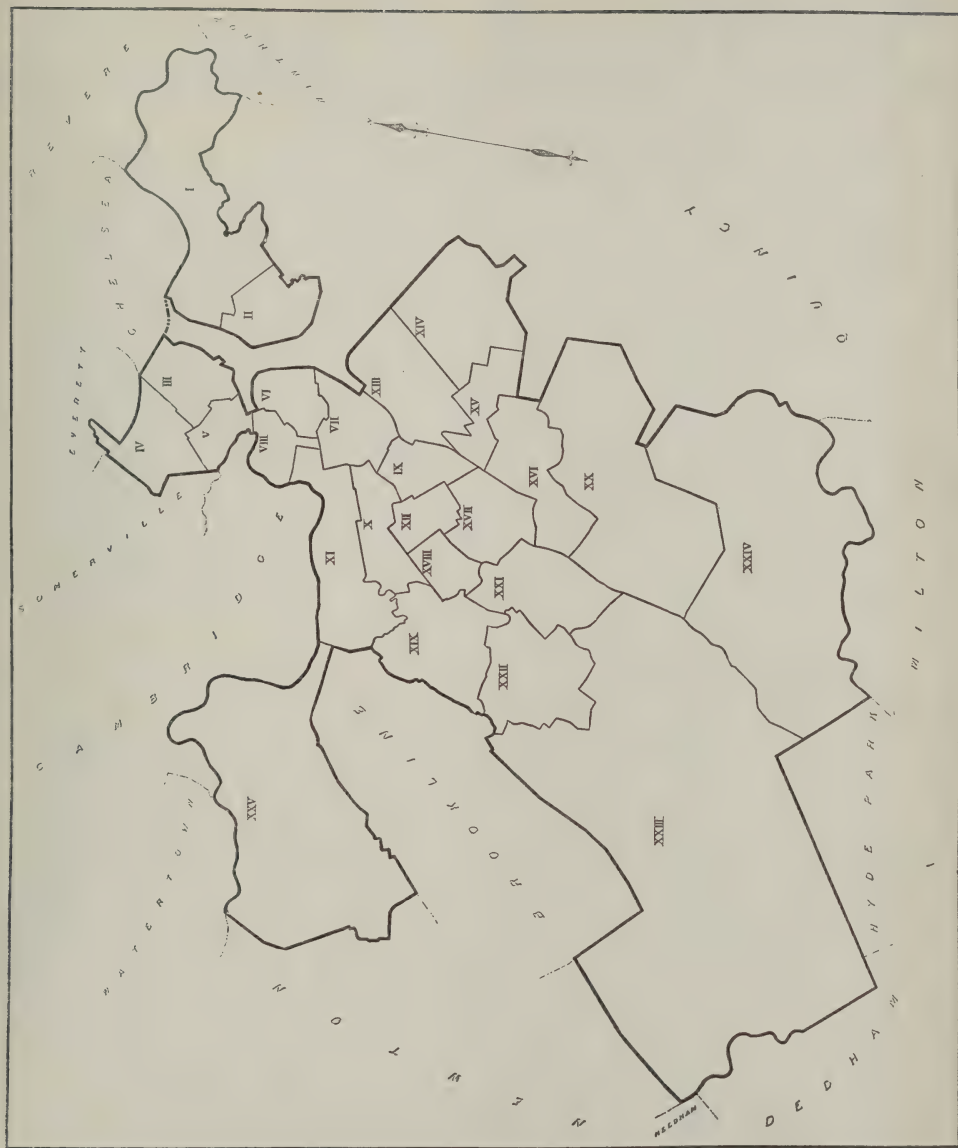 WINTHROP
REVERE
CHELSEA
EVERETT
SOMERVILLE
CAMBRIDGE
WATERTOWN
NEWTON
BROOKLINE
QUINCY
MILTON
HYDE PARK
DEDHAM
NEEDHAM
I
II
III
IV
V
VI
VII
VIII
IX
X
XI
XII
XIII
XIV
XV
XVI
XVII
XVIII
XIX
XX
XXI
XXII
XXIII
XXIV
XXV